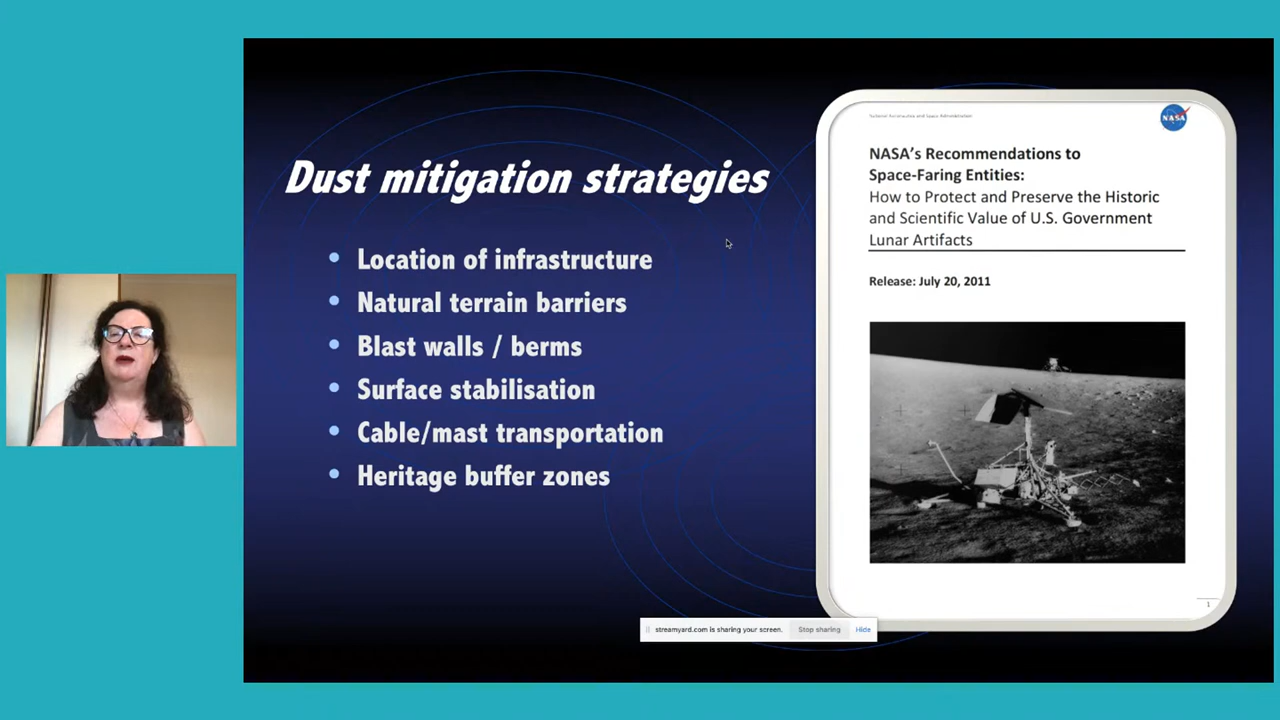 Dust mitigation strategies
• Location of infrastructure
• Natural terrain barriers
• Blast walls / berms
• Surface stabilisation
• Cable/mast transportation
• Heritage buffer zones
National Aeronautics and Space Administration
NASA
NASA's Recommendations to
Space-Faring Entities:
How to Protect and Preserve the Historic
and Scientific Value of U.S. Government
Lunar Artifacts
Release: July 20, 2011
1
streamyard.com is sharing your screen. Stop sharing Hide